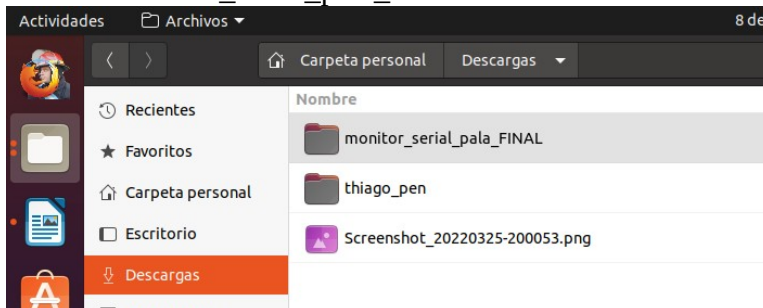 Actividades Archivos 8 de
Carpeta personal Descargas
Nombre
Recientes
monitor_serial_pala_FINAL
Favoritos
thiago_pen
Carpeta personal
Escritorio
Screenshot_20220325-200053.png
Descargas